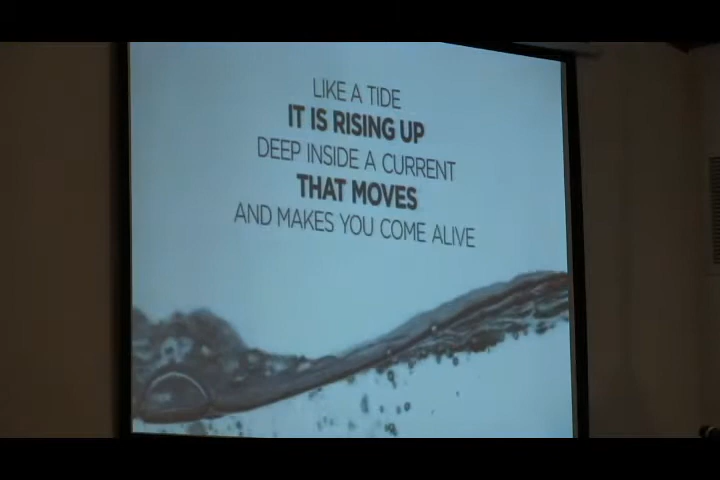 LIKE A TIDE
IT IS RISING UP
DEEP INSIDE A CURRENT
THAT MOVES
AND MAKES YOU COME ALIVE